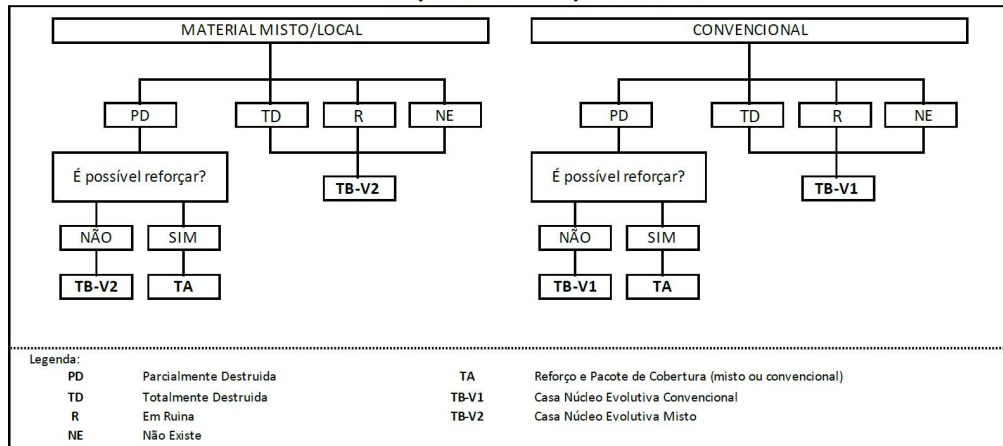 MATERIAL MISTO/LOCAL
PD TD R NE
É possível reforçar?
TB-V2
NÃO SIM
TB-V2 TA
CONVENCIONAL
PD TD R NE
É possível reforçar?
TB-V1
NÃO SIM
TB-V1 TA
Legenda:
PD Parcialmente Destruida
TD Totalmente Destruida
R Em Ruina
NE Não Existe
TA Reforço e Pacote de Cobertura (misto ou convencional)
TB-V1 Casa Núcleo Evolutiva Convencional
TB-V2 Casa Núcleo Evolutiva Misto